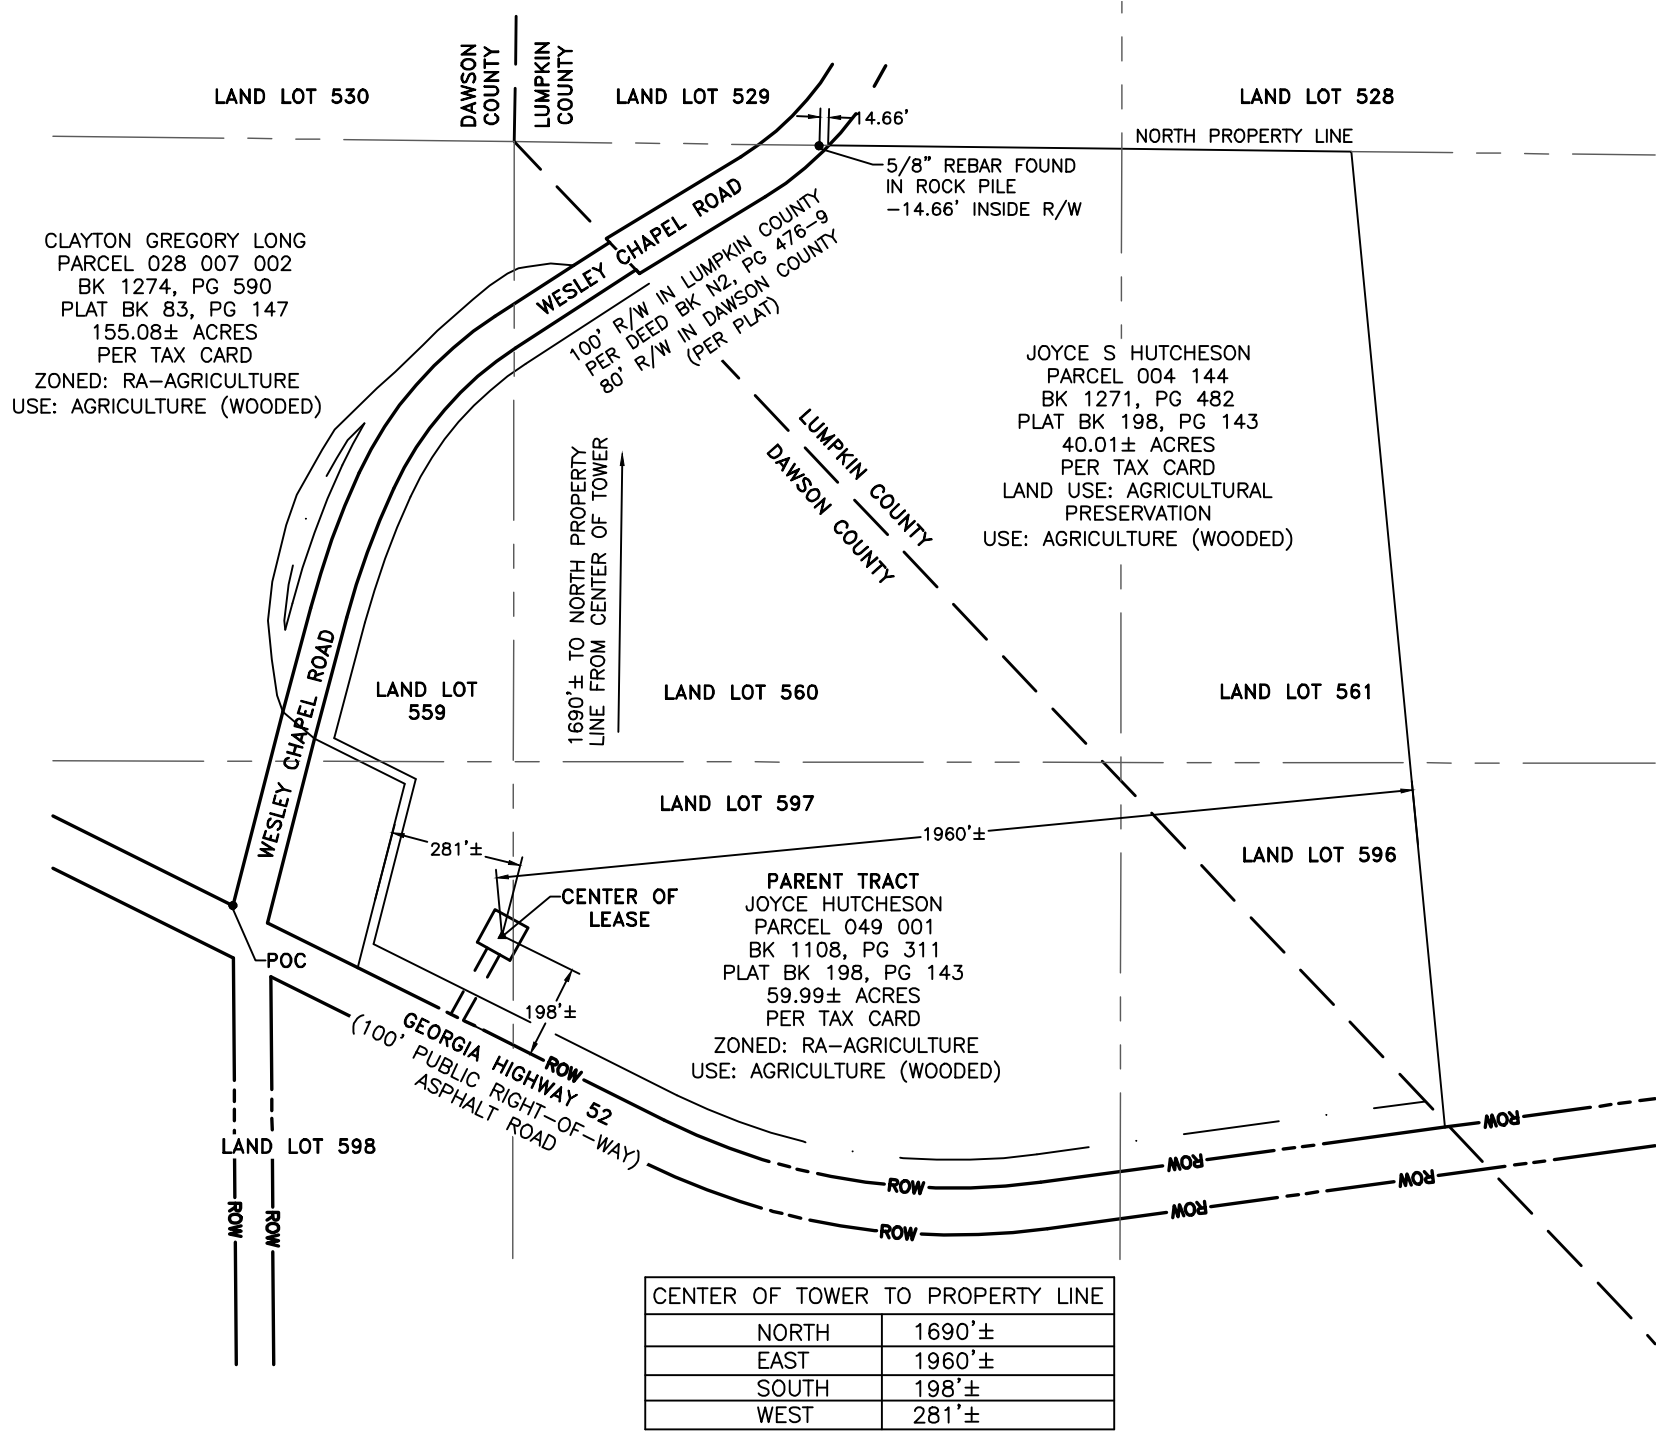 LAND LOT 530
DAWSON
COUNTY
LUMPKIN
COUNTY
LAND LOT 529
LAND LOT 528
14.66'
NORTH PROPERTY LINE
5/8" REBAR FOUND
IN ROCK PILE
-14.66' INSIDE R/W
WESLEY CHAPEL ROAD
100' R/W IN LUMPKIN COUNTY
PER DEED BK N2, PG 476-9
80' R/W IN DAWSON COUNTY
(PER PLAT)
CLAYTON GREGORY LONG
PARCEL 028 007 002
BK 1274, PG 590
PLAT BK 83, PG 147
155.08± ACRES
PER TAX CARD
ZONED: RA-AGRICULTURE
USE: AGRICULTURE (WOODED)
JOYCE S HUTCHESON
PARCEL 004 144
BK 1271, PG 482
PLAT BK 198, PG 143
40.01± ACRES
PER TAX CARD
LAND USE: AGRICULTURAL
PRESERVATION
USE: AGRICULTURE (WOODED)
LUMPKIN COUNTY
DAWSON COUNTY
1690'± TO NORTH PROPERTY
LINE FROM CENTER OF TOWER
WESLEY CHAPEL ROAD
LAND LOT
559
LAND LOT 560
LAND LOT 561
LAND LOT 597
1960'±
281'±
LAND LOT 596
CENTER OF
LEASE
PARENT TRACT
JOYCE HUTCHESON
PARCEL 049 001
BK 1108, PG 311
PLAT BK 198, PG 143
59.99± ACRES
PER TAX CARD
ZONED: RA-AGRICULTURE
USE: AGRICULTURE (WOODED)
POC
198'±
GEORGIA HIGHWAY 52
(100' PUBLIC RIGHT-OF-WAY)
ASPHALT ROAD
ROW
ROW
ROW
ROW
ROW
ROW
ROW
LAND LOT 598
ROW
ROW
CENTER OF TOWER TO PROPERTY LINE
NORTH 1690'±
EAST 1960'±
SOUTH 198'±
WEST 281'±